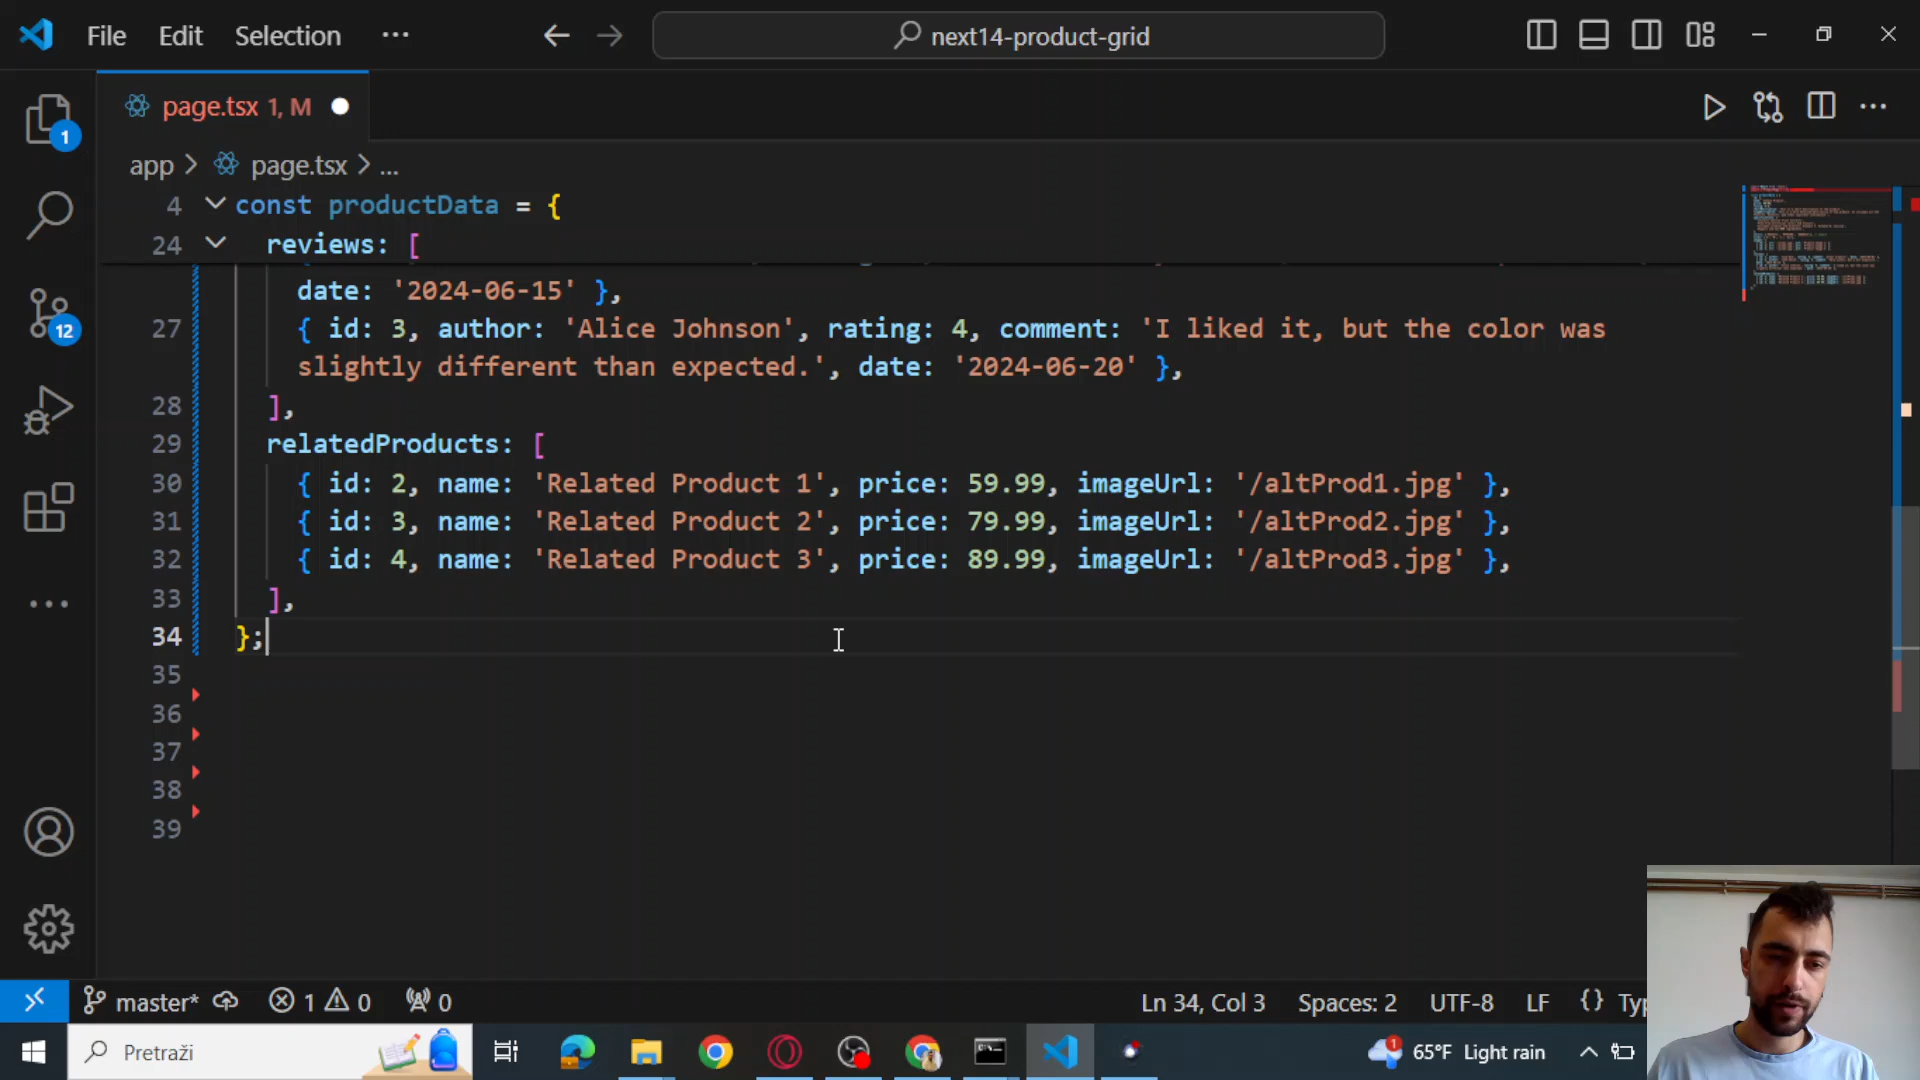 File Edit Selection ···
next14-product-grid
page.tsx 1, M
app > page.tsx > ...
4 const productData = {
24 reviews: [
date: '2024-06-15' },
27 { id: 3, author: 'Alice Johnson', rating: 4, comment: 'I liked it, but the color was
slightly different than expected.', date: '2024-06-20' },
28 ],
29 relatedProducts: [
30 { id: 2, name: 'Related Product 1', price: 59.99, imageUrl: '/altProd1.jpg' },
31 { id: 3, name: 'Related Product 2', price: 79.99, imageUrl: '/altProd2.jpg' },
32 { id: 4, name: 'Related Product 3', price: 89.99, imageUrl: '/altProd3.jpg' },
33 ],
34 };
35
36
37
38
39
1
12
master* 1 0 0 Ln 34, Col 3 Spaces: 2 UTF-8 LF {} Typ
Pretraži 1 65°F Light rain